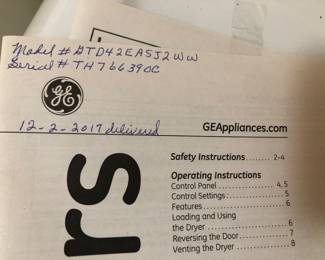 Model # GTD42EASJ2WW
Serial # TH766390C
GE
12-2-2017 delivered
GEAppliances.com
rs
Safety Instructions ........ 2-4
Operating Instructions
Control Panel .................. 4, 5
Control Settings: ................ 5
Features ........................... 6
Loading and Using
the Dryer ......................... 6
Reversing the Door ............. 7
Venting the Dryer ............... 8